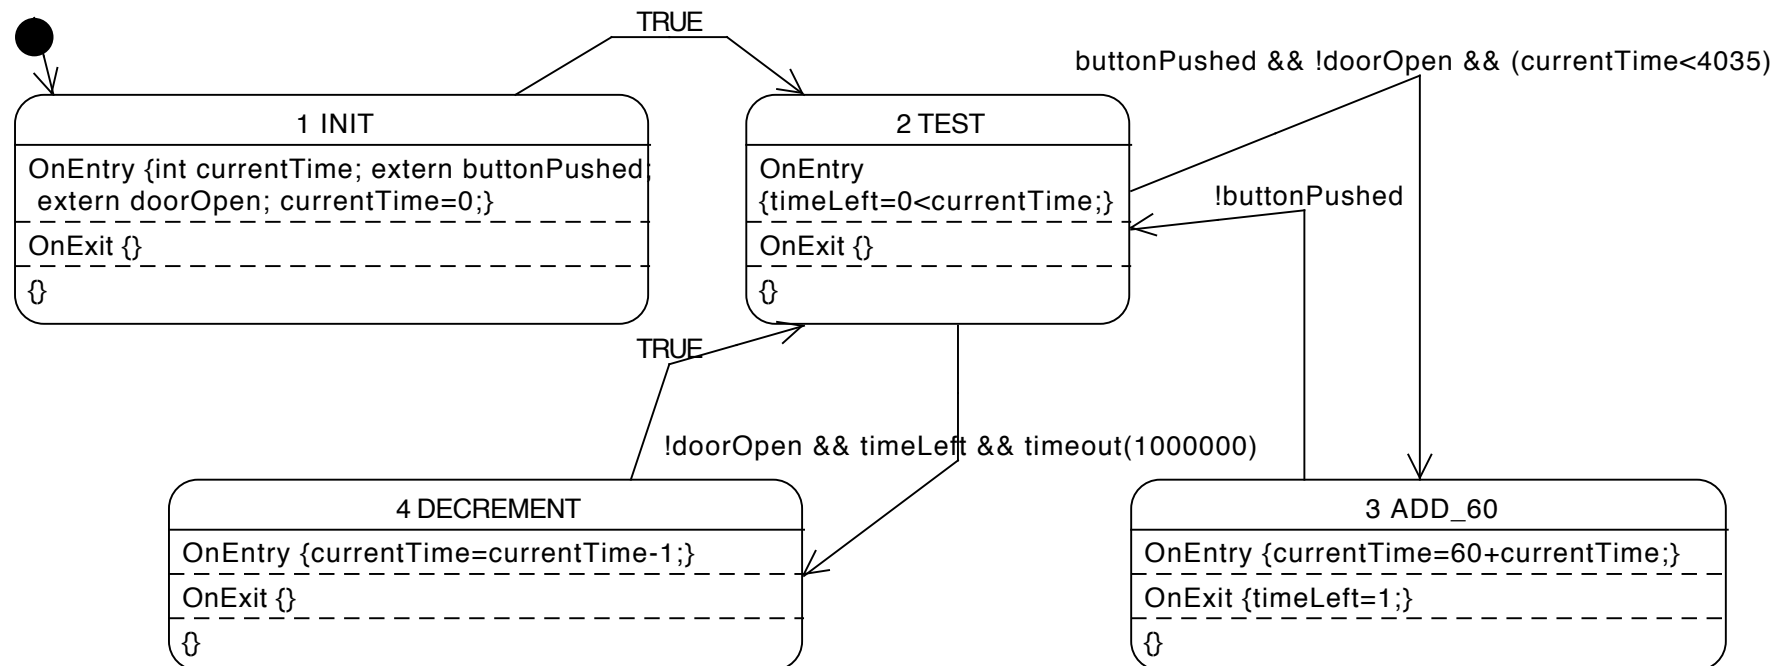 TRUE
buttonPushed && !doorOpen && (currentTime<4035)
1 INIT
OnEntry {int currentTime; extern buttonPushed;
extern doorOpen; currentTime=0;}
OnExit {}
{}
2 TEST
OnEntry
{timeLeft=0<currentTime;}
OnExit {}
{}
!buttonPushed
TRUE
!doorOpen && timeLeft && timeout(1000000)
4 DECREMENT
OnEntry {currentTime=currentTime-1;}
OnExit {}
{}
3 ADD_60
OnEntry {currentTime=60+currentTime;}
OnExit {timeLeft=1;}
{}